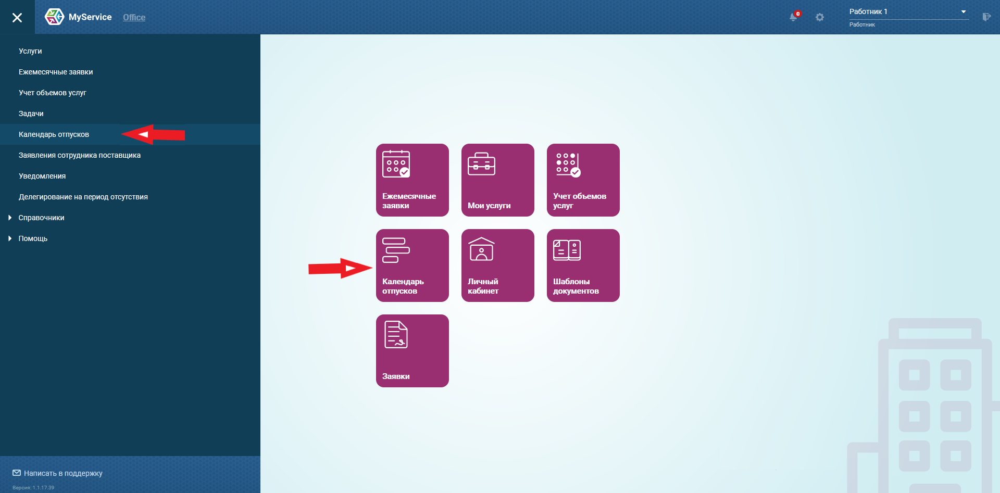 MyService Office
0
Работник 1
Работник
Услуги
Ежемесячные заявки
Учет объемов услуг
Задачи
Календарь отпусков
Заявления сотрудника поставщика
Уведомления
Делегирование на период отсутствия
Справочники
Помощь
Написать в поддержку
Версия: 1.1.17.39
Ежемесячные
заявки
Мои услуги
Учет объемов
услуг
Календарь
отпусков
Личный
кабинет
Шаблоны
документов
Заявки